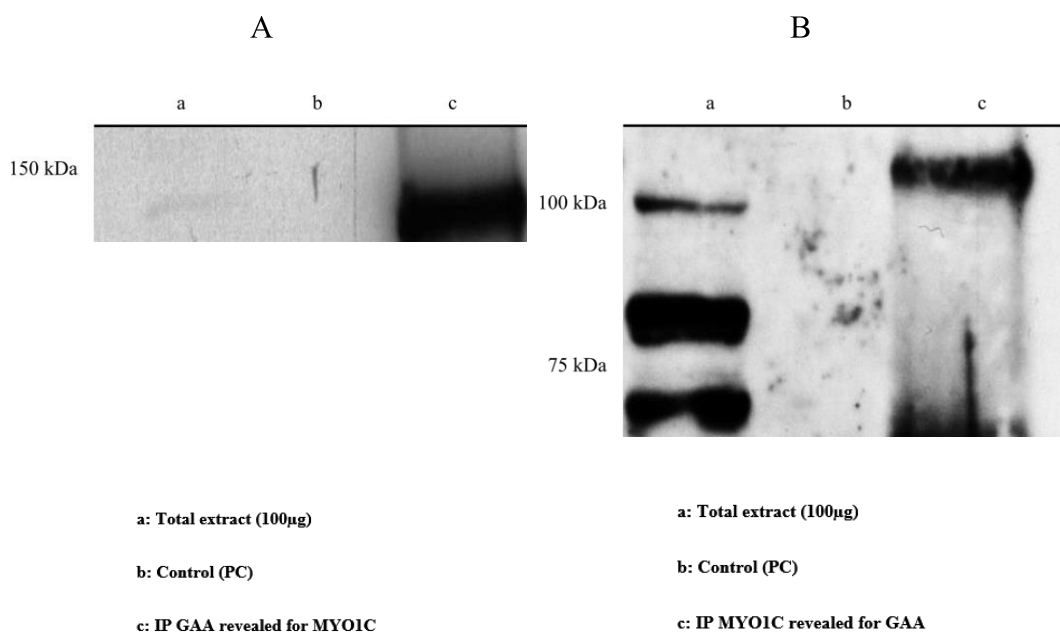 A
a b c
150 kDa
a: Total extract (100µg)
b: Control (PC)
c: IP GAA revealed for MYO1C
B
a b c
100 kDa
75 kDa
a: Total extract (100µg)
b: Control (PC)
c: IP MYO1C revealed for GAA